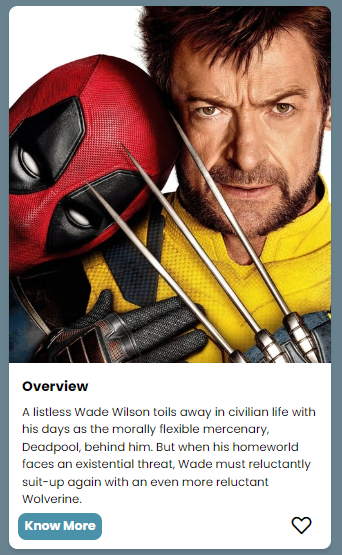 Overview
A listless Wade Wilson toils away in civilian life with
his days as the morally flexible mercenary,
Deadpool, behind him. But when his homeworld
faces an existential threat, Wade must reluctantly
suit-up again with an even more reluctant
Wolverine.
Know More